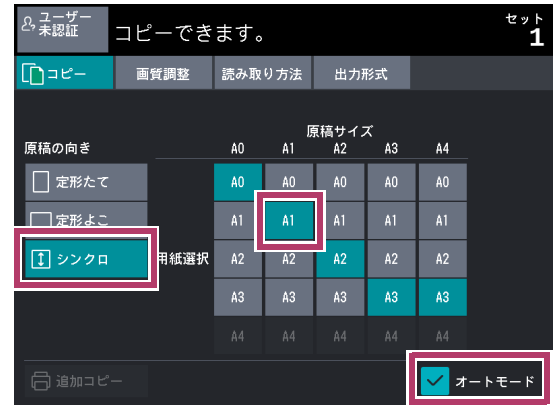 ユーザー
未認証
コピーできます。
セット
1
コピー
画質調整
読み取り方法
出力形式
原稿サイズ
原稿の向き
A0 A1 A2 A3 A4
定形たて
A0 A0 A0 A0 A0
定形よこ
A1 A1 A1 A1 A1
シンクロ
用紙選択
A2 A2 A2 A2 A2
A3 A3 A3 A3 A3
A4 A4 A4 A4 A4
追加コピー
オートモード